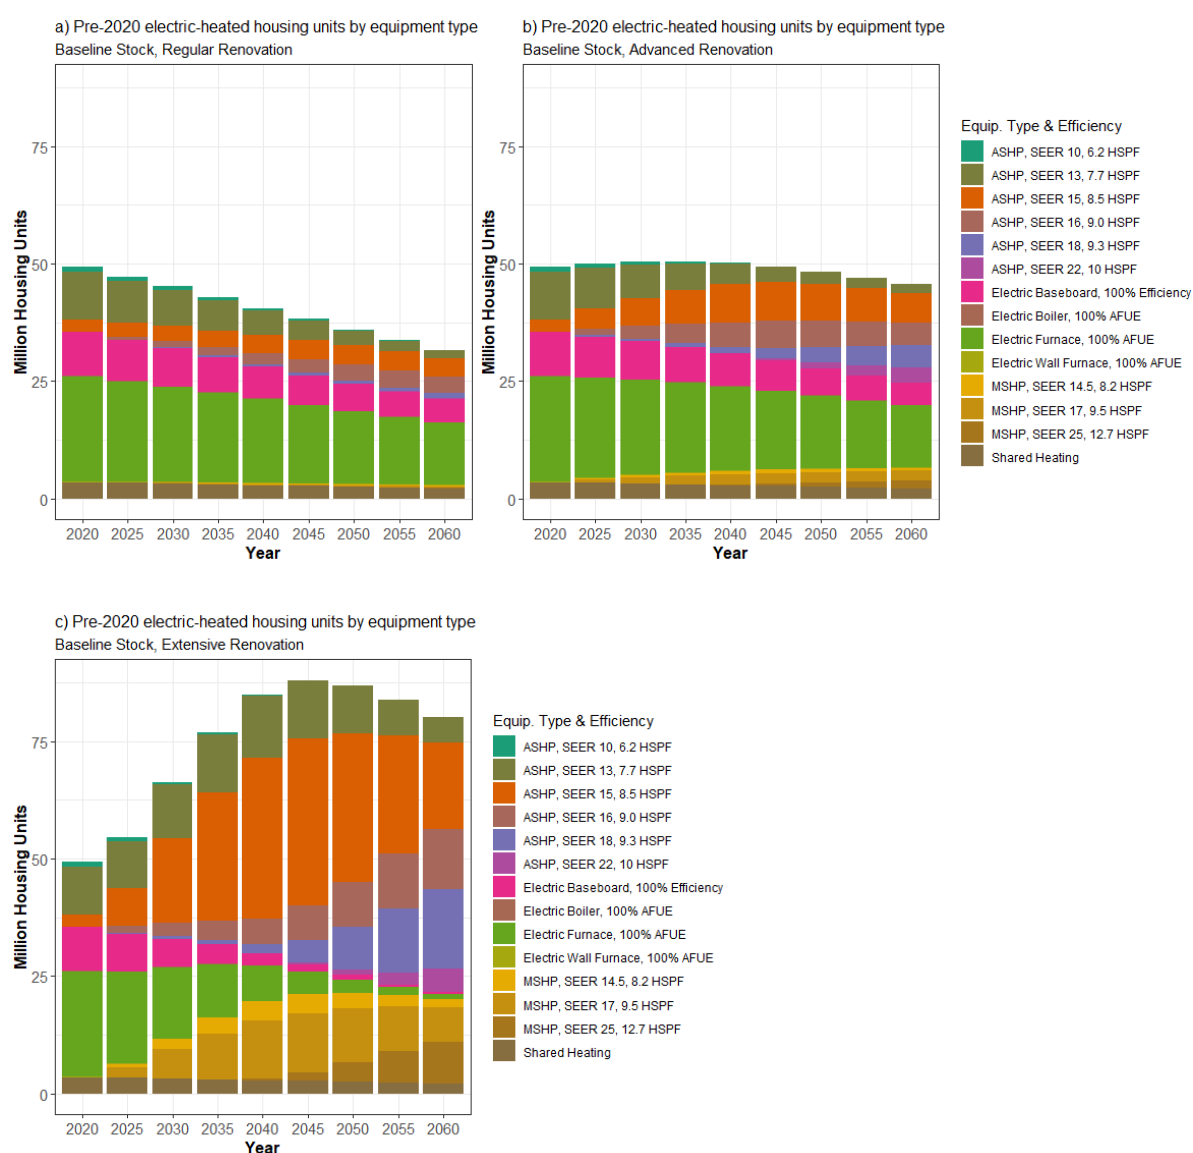 a) Pre-2020 electric-heated housing units by equipment type
Baseline Stock, Regular Renovation
75
50
25
0
Million Housing Units
2020 2025 2030 2035 2040 2045 2050 2055 2060
Year
b) Pre-2020 electric-heated housing units by equipment type
Baseline Stock, Advanced Renovation
75
50
25
0
Million Housing Units
2020 2025 2030 2035 2040 2045 2050 2055 2060
Year
Equip. Type & Efficiency
ASHP, SEER 10, 6.2 HSPF
ASHP, SEER 13, 7.7 HSPF
ASHP, SEER 15, 8.5 HSPF
ASHP, SEER 16, 9.0 HSPF
ASHP, SEER 18, 9.3 HSPF
ASHP, SEER 22, 10 HSPF
Electric Baseboard, 100% Efficiency
Electric Boiler, 100% AFUE
Electric Furnace, 100% AFUE
Electric Wall Furnace, 100% AFUE
MSHP, SEER 14.5, 8.2 HSPF
MSHP, SEER 17, 9.5 HSPF
MSHP, SEER 25, 12.7 HSPF
Shared Heating
c) Pre-2020 electric-heated housing units by equipment type
Baseline Stock, Extensive Renovation
75
50
25
0
Million Housing Units
2020 2025 2030 2035 2040 2045 2050 2055 2060
Year
Equip. Type & Efficiency
ASHP, SEER 10, 6.2 HSPF
ASHP, SEER 13, 7.7 HSPF
ASHP, SEER 15, 8.5 HSPF
ASHP, SEER 16, 9.0 HSPF
ASHP, SEER 18, 9.3 HSPF
ASHP, SEER 22, 10 HSPF
Electric Baseboard, 100% Efficiency
Electric Boiler, 100% AFUE
Electric Furnace, 100% AFUE
Electric Wall Furnace, 100% AFUE
MSHP, SEER 14.5, 8.2 HSPF
MSHP, SEER 17, 9.5 HSPF
MSHP, SEER 25, 12.7 HSPF
Shared Heating